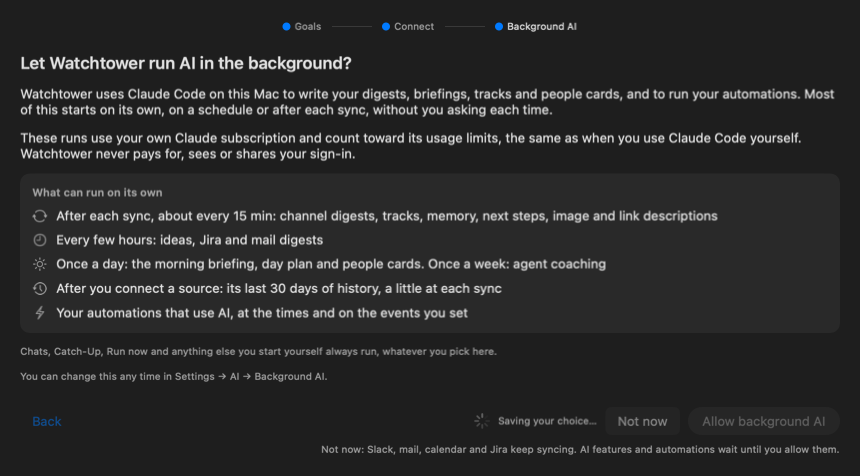 Goals
Connect
Background AI
Let Watchtower run AI in the background?
Watchtower uses Claude Code on this Mac to write your digests, briefings, tracks and people cards, and to run your automations. Most
of this starts on its own, on a schedule or after each sync, without you asking each time.
These runs use your own Claude subscription and count toward its usage limits, the same as when you use Claude Code yourself.
Watchtower never pays for, sees or shares your sign-in.
What can run on its own
After each sync, about every 15 min: channel digests, tracks, memory, next steps, image and link descriptions
Every few hours: ideas, Jira and mail digests
Once a day: the morning briefing, day plan and people cards. Once a week: agent coaching
After you connect a source: its last 30 days of history, a little at each sync
Your automations that use AI, at the times and on the events you set
Chats, Catch-Up, Run now and anything else you start yourself always run, whatever you pick here.
You can change this any time in Settings → AI → Background AI.
Back
Saving your choice...
Not now
Allow background AI
Not now: Slack, mail, calendar and Jira keep syncing. AI features and automations wait until you allow them.